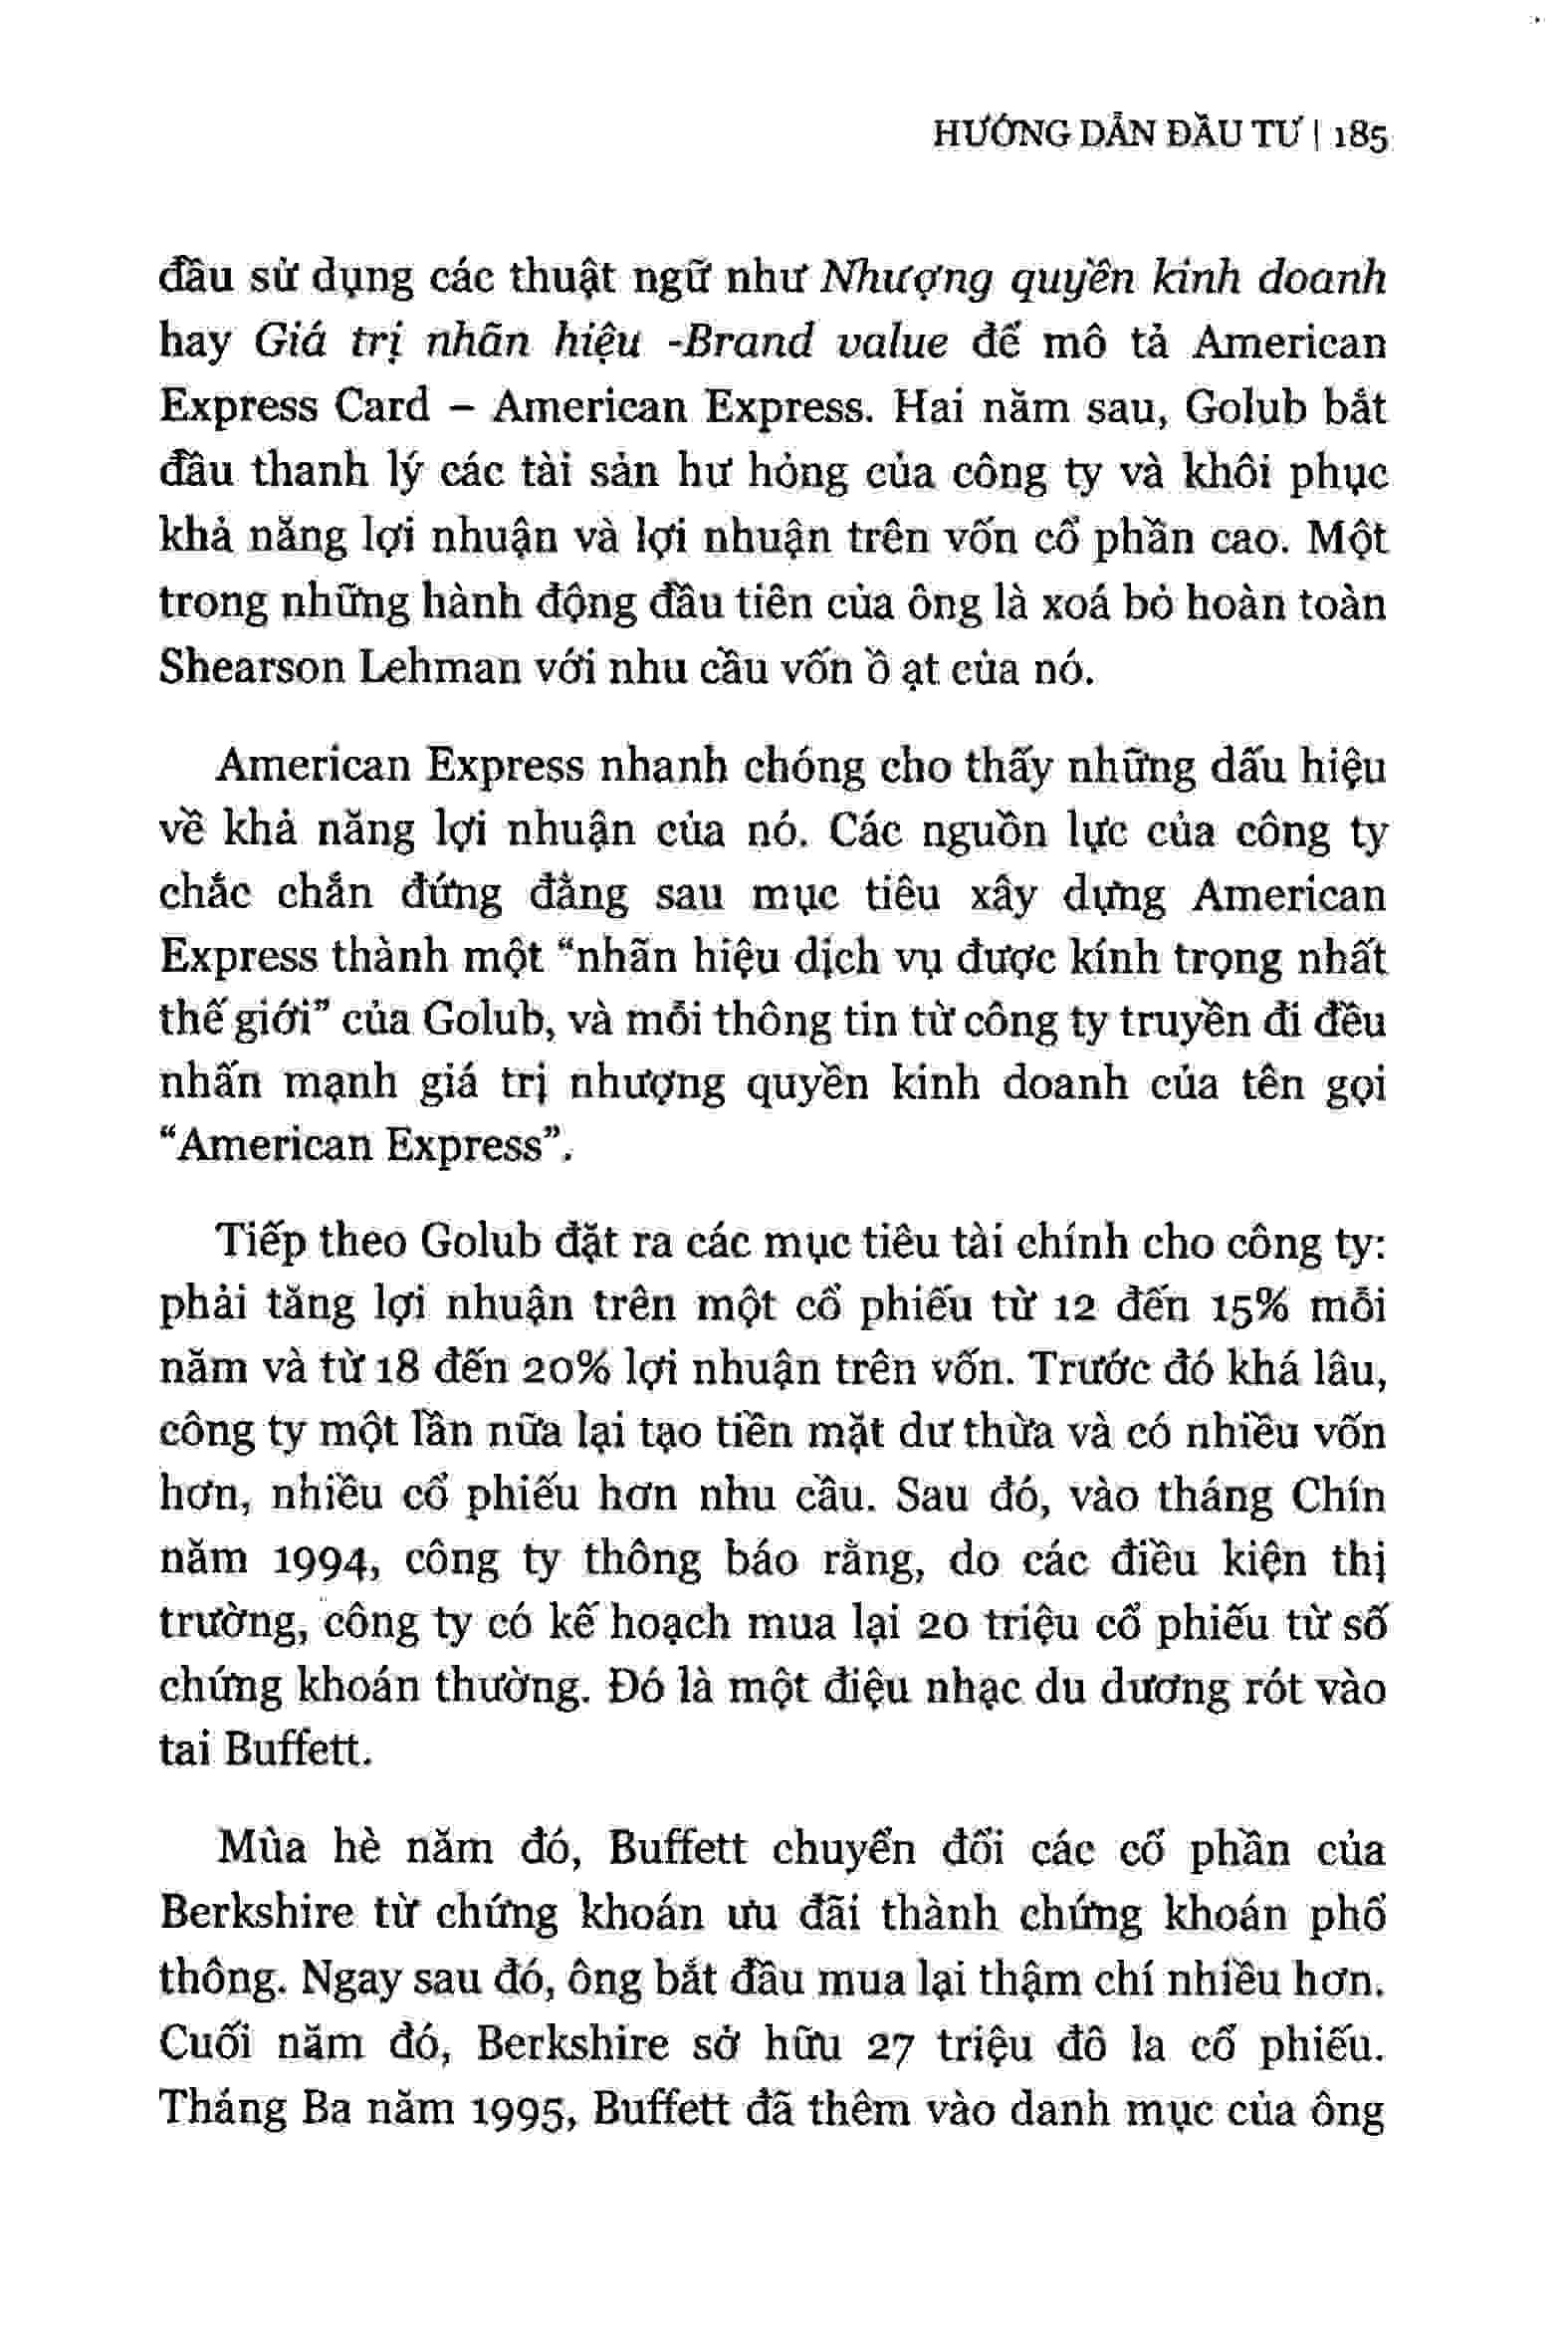 HƯỚNG DẪN ĐẦU TƯ | 185
đầu sử dụng các thuật ngữ như Nhượng quyền kinh doanh
hay Giá trị nhãn hiệu -Brand value để mô tả American
Express Card – American Express. Hai năm sau, Golub bắt
đầu thanh lý các tài sản hư hỏng của công ty và khôi phục
khả năng lợi nhuận và lợi nhuận trên vốn cổ phần cao. Một
trong những hành động đầu tiên của ông là xoá bỏ hoàn toàn
Shearson Lehman với nhu cầu vốn ồ ạt của nó.
American Express nhanh chóng cho thấy những dấu hiệu
về khả năng lợi nhuận của nó. Các nguồn lực của công ty
chắc chắn đứng đằng sau mục tiêu xây dựng American
Express thành một “nhãn hiệu dịch vụ được kính trọng nhất
thế giới” của Golub, và mỗi thông tin từ công ty truyền đi đều
nhấn mạnh giá trị nhượng quyền kinh doanh của tên gọi
“American Express”.
Tiếp theo Golub đặt ra các mục tiêu tài chính cho công ty:
phải tăng lợi nhuận trên một cổ phiếu từ 12 đến 15% mỗi
năm và từ 18 đến 20% lợi nhuận trên vốn. Trước đó khá lâu,
công ty một lần nữa lại tạo tiền mặt dư thừa và có nhiều vốn
hơn, nhiều cổ phiếu hơn nhu cầu. Sau đó, vào tháng Chín
năm 1994, công ty thông báo rằng, do các điều kiện thị
trường, công ty có kế hoạch mua lại 20 triệu cổ phiếu từ số
chứng khoán thường. Đó là một điệu nhạc du dương rót vào
tai Buffett.
Mùa hè năm đó, Buffett chuyển đổi các cổ phần của
Berkshire từ chứng khoán ưu đãi thành chứng khoán phổ
thông. Ngay sau đó, ông bắt đầu mua lại thậm chí nhiều hơn.
Cuối năm đó, Berkshire sở hữu 27 triệu đô la cổ phiếu.
Tháng Ba năm 1995, Buffett đã thêm vào danh mục của ông